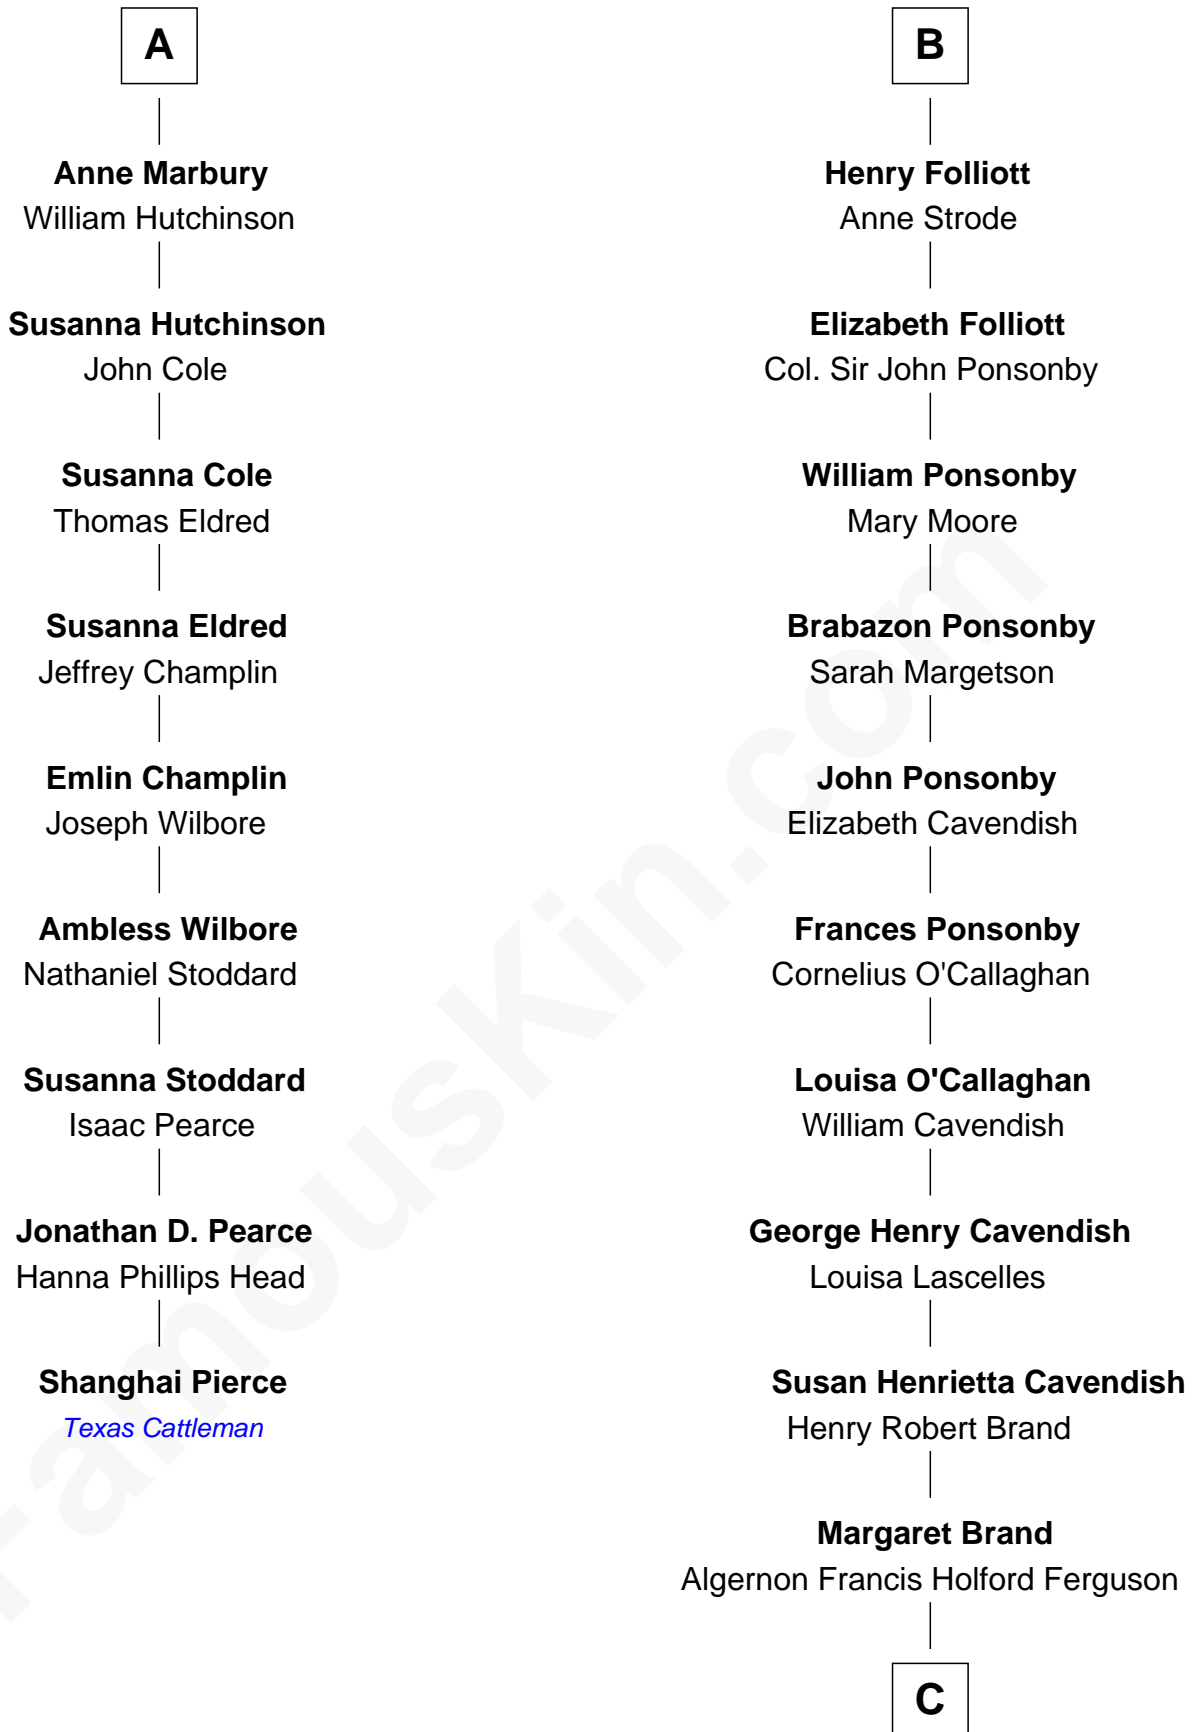 A
Anne Marbury
William Hutchinson
Susanna Hutchinson
John Cole
Susanna Cole
Thomas Eldred
Susanna Eldred
Jeffrey Champlin
Emlin Champlin
Joseph Wilbore
Ambless Wilbore
Nathaniel Stoddard
Susanna Stoddard
Isaac Pearce
Jonathan D. Pearce
Hanna Phillips Head
Shanghai Pierce
Texas Cattleman
B
Henry Folliott
Anne Strode
Elizabeth Folliott
Col. Sir John Ponsonby
William Ponsonby
Mary Moore
Brabazon Ponsonby
Sarah Margetson
John Ponsonby
Elizabeth Cavendish
Frances Ponsonby
Cornelius O'Callaghan
Louisa O'Callaghan
William Cavendish
George Henry Cavendish
Louisa Lascelles
Susan Henrietta Cavendish
Henry Robert Brand
Margaret Brand
Algernon Francis Holford Ferguson
C
FamousKin.com